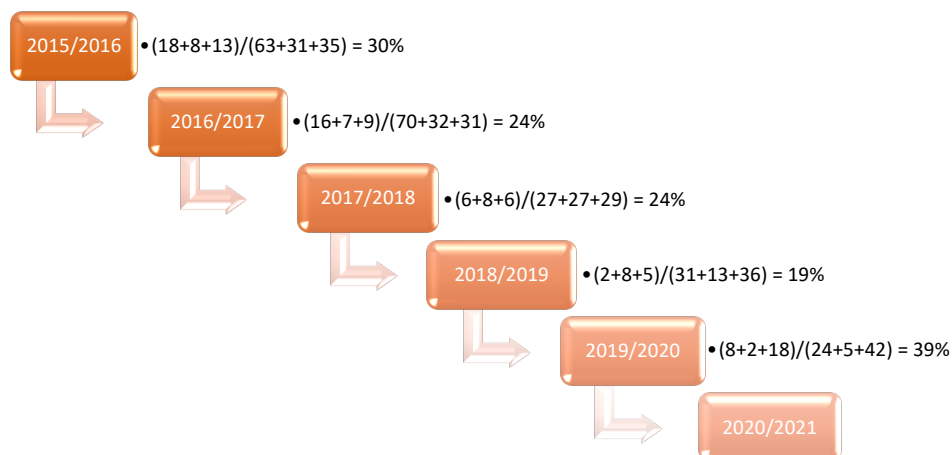 2015/2016 •(18+8+13)/(63+31+35) = 30%
2016/2017 •(16+7+9)/(70+32+31) = 24%
2017/2018 •(6+8+6)/(27+27+29) = 24%
2018/2019 •(2+8+5)/(31+13+36) = 19%
2019/2020 •(8+2+18)/(24+5+42) = 39%
2020/2021